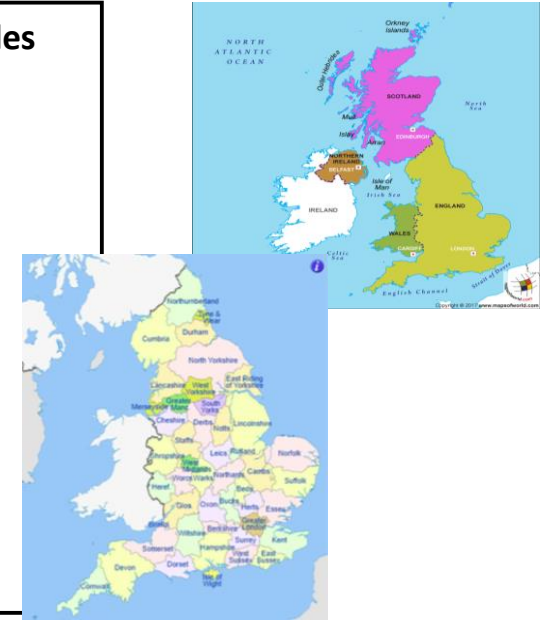 les
NORTH
ATLANTIC
OCEAN
Orkney
Islands
Outer Hebrides
SCOTLAND
North
Sea
Mull
Islay
Arran
EDINBURGH
NORTHERN
IRELAND
BELFAST
Isle of
Man
Irish Sea
IRELAND
ENGLAND
WALES
CARDIFF
LONDON
Celtic
Sea
English Channel
Strait of Dover
Copyright © 2017 www.mapsofworld.com
i
Northumberland
Tyne &
Wear
Cumbria
Durham
North Yorkshire
Lancashire
West
Yorkshire
East Riding
of Yorkshire
Merseyside
Greater
Manc
South
Yorks
Cheshire
Derbs
Notts
Lincolnshire
Staffs
Shropshire
Leics
Rutland
Norfolk
West
Midlands
Heref
Worcs
Warks
Northants
Cambs
Suffolk
Beds
Glos
Oxon
Bucks
Herts
Essex
Bristol
Wiltshire
Berkshire
Greater
London
Surrey
Kent
Somerset
Hampshire
West
Sussex
East
Sussex
Devon
Dorset
Isle of
Wight
Cornwall